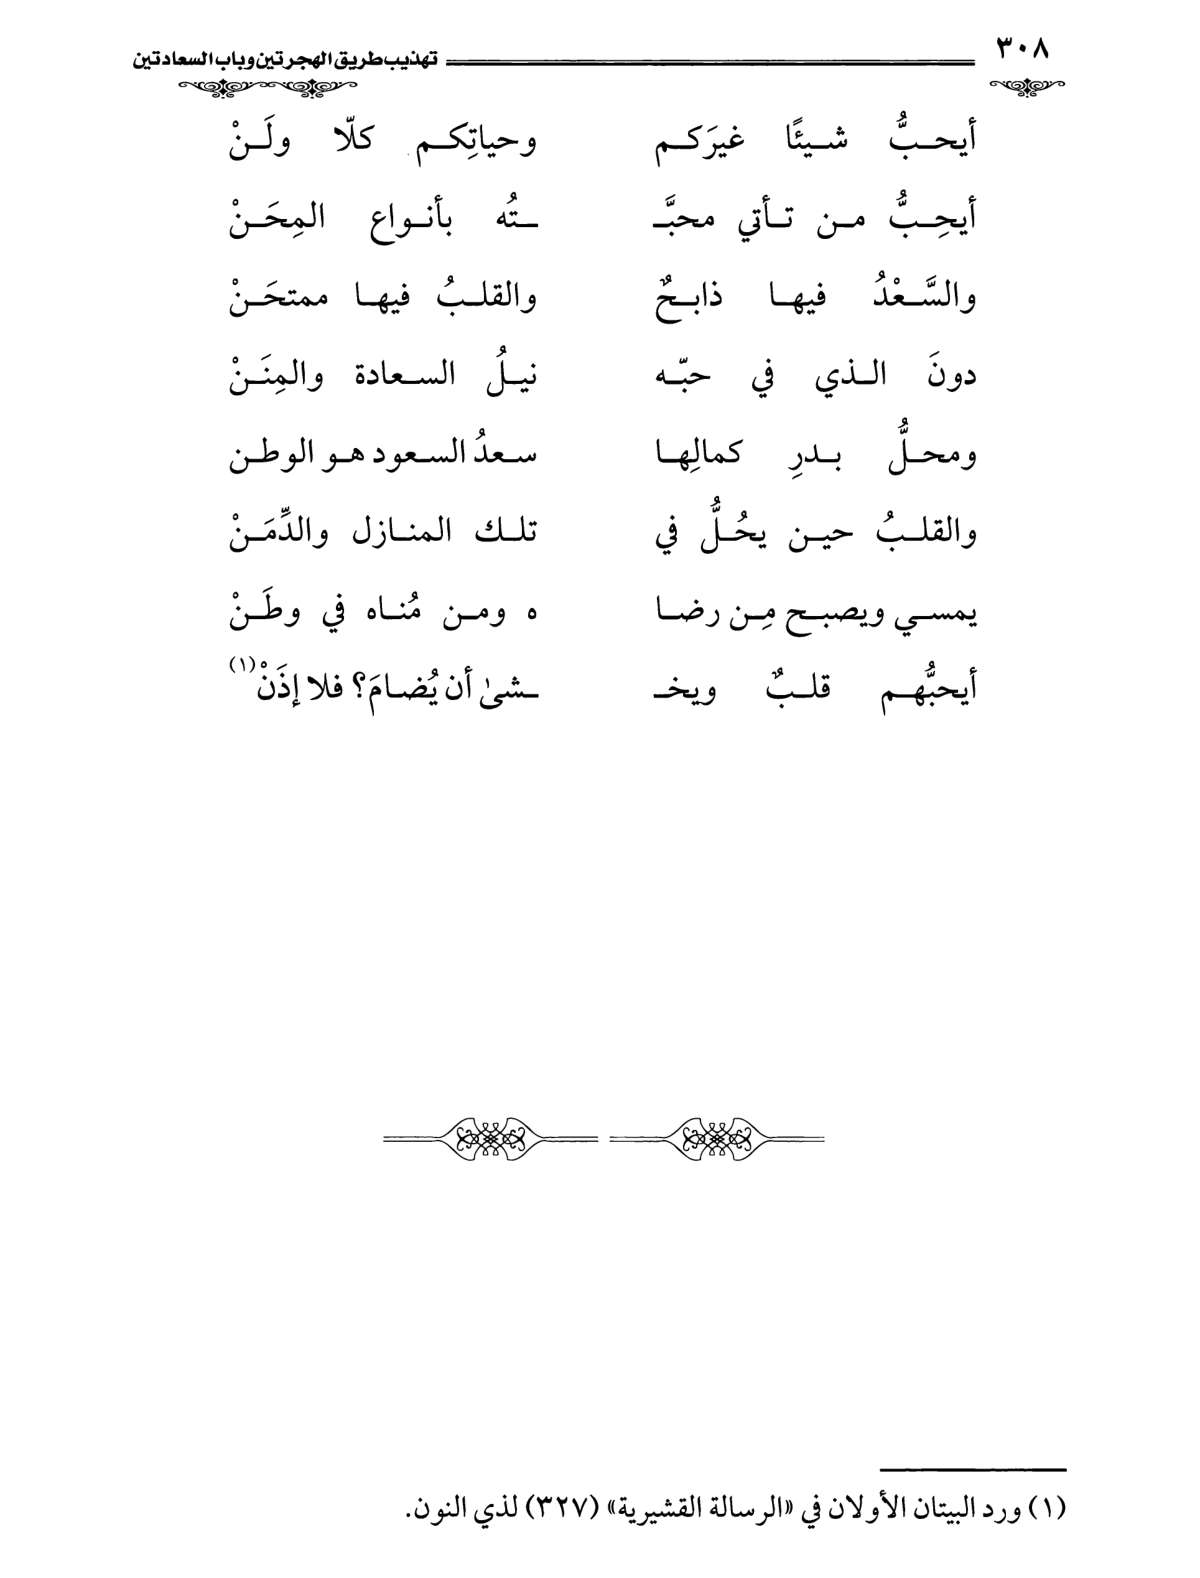 ٣٠٨ تهذيب طريق الهجرتين وباب السعادتين
أيحبُّ شيئًا غيرَكم وحياتِكم كلّا ولَنْ
أيحِبُّ من تأتي محبَّـ ـتُه بأنواع المِحَنْ
والسَّعْدُ فيها ذابحٌ والقلبُ فيها ممتحَنْ
دونَ الذي في حبّه نيلُ السعادة والمِنَنْ
ومحلُّ بدرِ كمالِها سعدُ السعود هو الوطن
والقلبُ حين يحُلُّ في تلك المنازل والدِّمَنْ
يمسي ويصبح مِن رضا ه ومن مُناه في وطَنْ
أيحبُّهم قلبٌ ويخـ ـشىٰ أن يُضامَ؟ فلا إذَنْ(١)
(١) ورد البيتان الأولان في «الرسالة القشيرية» (٣٢٧) لذي النون.